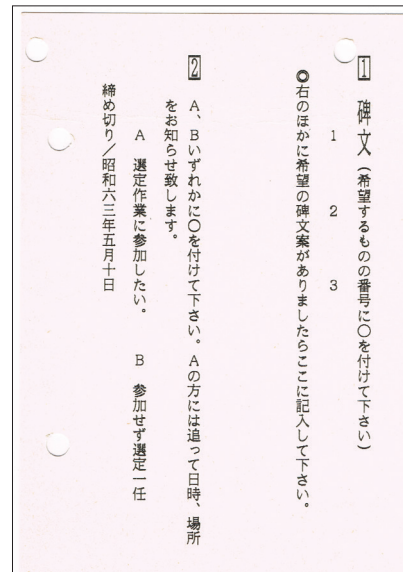 1 碑文(希望するものの番号に〇を付けて下さい)
1 2 3
◎右のほかに希望の碑文案がありましたらここに記入して下さい。
2 A、Bいずれかに〇を付けて下さい。Aの方には追って日時、場所
をお知らせ致します。
A 選定作業に参加したい。 B 参加せず選定一任
締め切り/昭和六三年五月十日